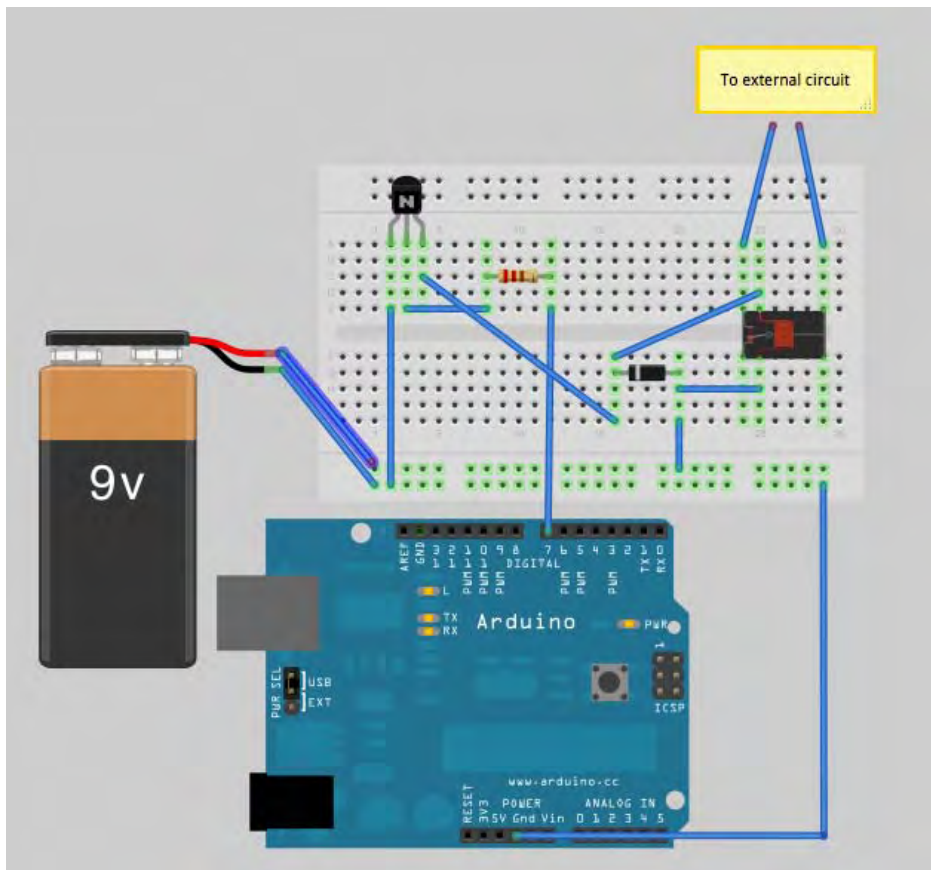 To external circuit
N
9v
AREF
GND
13
12
PWM 11
PWM 10
PWM 9
8
7
PWM 6
PWM 5
4
PWM 3
2
TX 1
RX 0
DIGITAL
L
TX
RX
Arduino
PWR
1
PWR SEL
USB
EXT
ICSP
www.arduino.cc
RESET
3V3
POWER
ANALOG IN
5V Gnd Vin 0 1 2 3 4 5